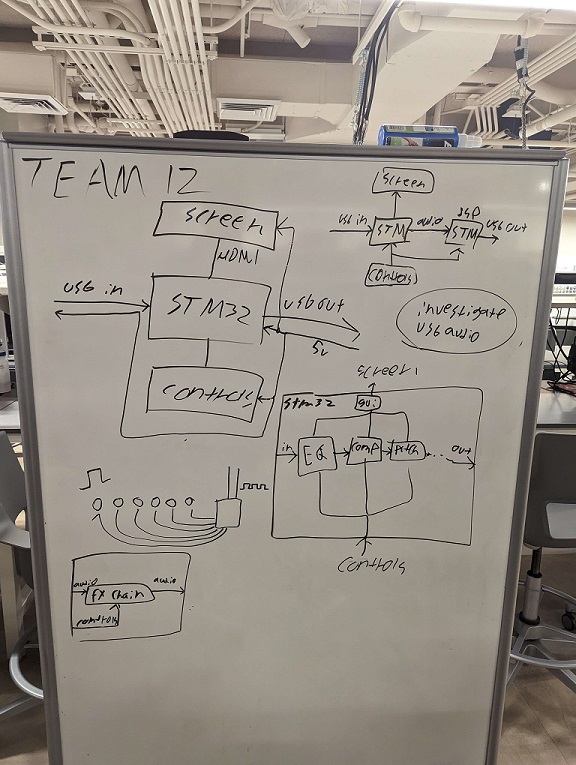 TEAM 12
screen
HDMI
usb in
STM32
usb out
5v
controls
screen
usb in
STM
audio
DSP
STM
usb out
controls
investigate
usb audio
screen
stm32
gui
in
EQ
comp
pitch
...
out
controls
audio
fx chain
audio
controls